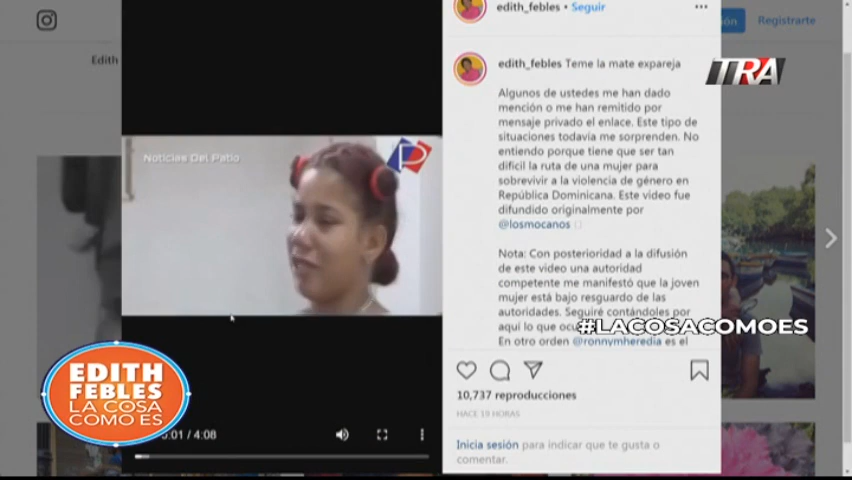 edith_febles • Seguir
Registrarte
Edith
edith_febles Teme la mate expareja
TRA
Algunos de ustedes me han dado
mención o me han remitido por
mensaje privado el enlace. Este tipo de
situaciones todavia me sorprenden. No
entiendo porque tiene que ser tan
dificil la ruta de una mujer para
sobrevivir a la violencia de género en
República Dominicana. Este video fue
difundido originalmente por
@losmocanos
Noticias Del Patio
P
Nota: Con posterioridad a la difusión
de este video una autoridad
competente me manifestó que la joven
mujer está bajo resguardo de las
autoridades. Seguiré contándoles por
aquí lo que
#LACOSACOMOES
En otro orden @ronnymheredia es el
10,737 reproducciones
HACE 19 HORAS
Inicia sesión para indicar que te gusta o
comentar.
EDITH
FEBLES
LA COSA
COMO ES
:01 / 4:08